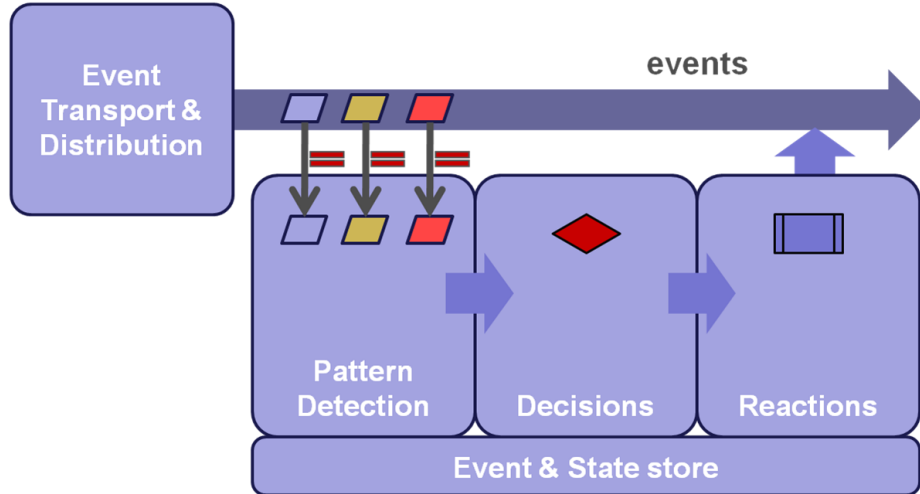 Event
Transport &
Distribution
events
Pattern
Detection
Decisions
Reactions
Event & State store